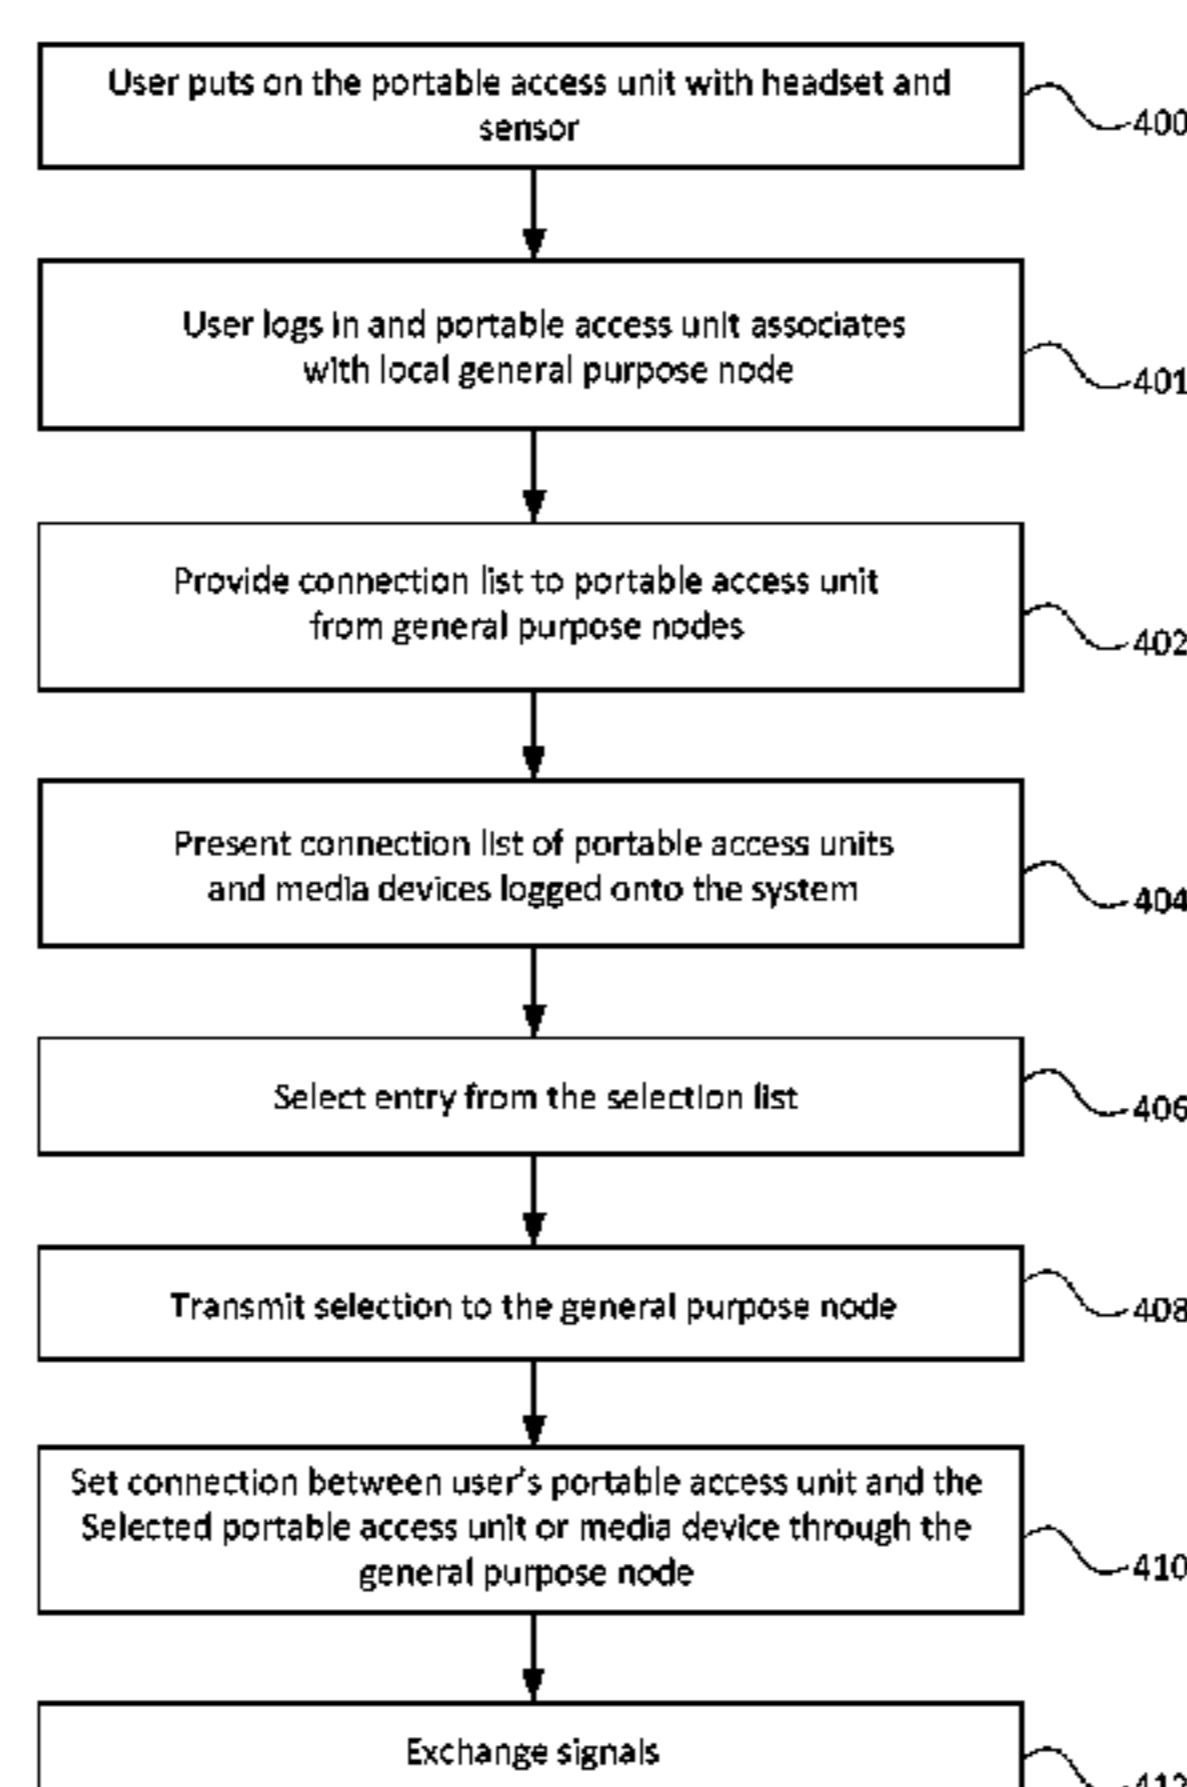 User puts on the portable access unit with headset and
sensor
400
User logs in and portable access unit associates
with local general purpose node
401
Provide connection list to portable access unit
from general purpose nodes
402
Present connection list of portable access units
and media devices logged onto the system
404
Select entry from the selection list
406
Transmit selection to the general purpose node
408
Set connection between user's portable access unit and the
Selected portable access unit or media device through the
general purpose node
410
Exchange signals